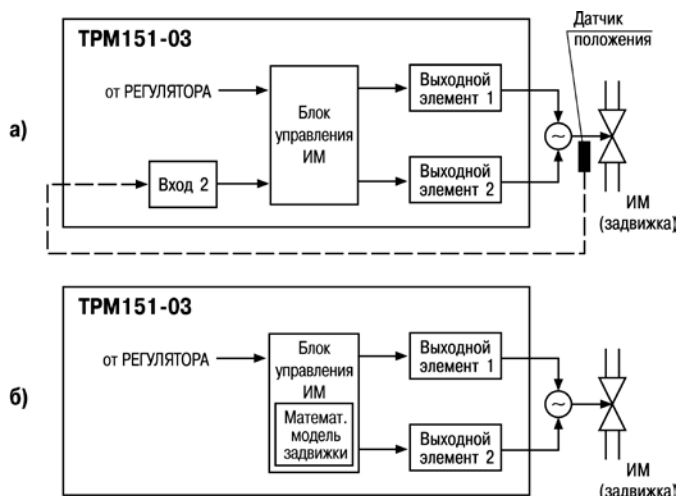 Датчик
положения
ТРМ151-03
от РЕГУЛЯТОРА
Блок
управления
ИМ
Выходной
элемент 1
а)
~
Вход 2
Выходной
элемент 2
ИМ
(задвижка)
ТРМ151-03
от РЕГУЛЯТОРА
Блок
управления
ИМ
Выходной
элемент 1
б)
~
Математ.
модель
задвижки
Выходной
элемент 2
ИМ
(задвижка)